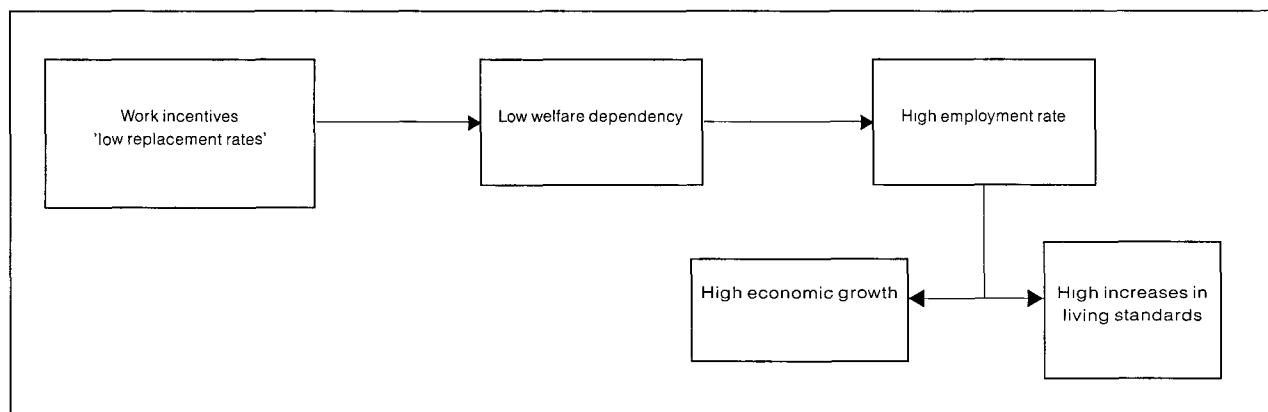 Work incentives
'low replacement rates'
Low welfare dependency
High employment rate
High economic growth
High increases in
living standards